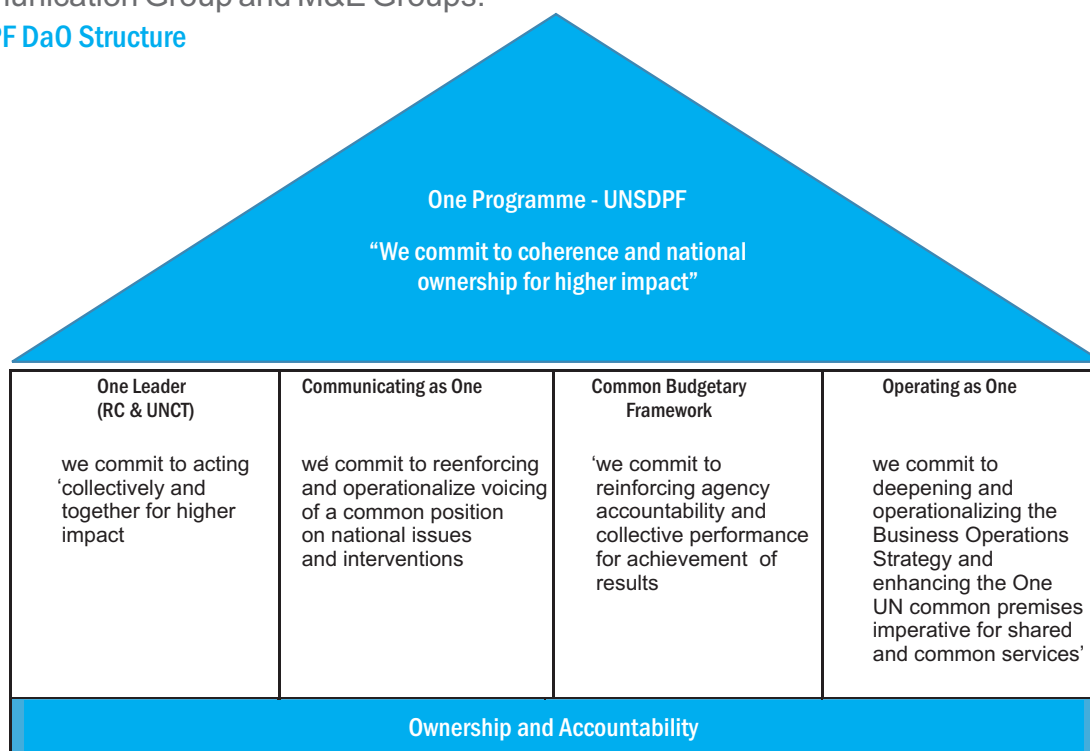 munication Group and M&E Groups.
PF DaO Structure
One Programme - UNSDPF
“We commit to coherence and national
ownership for higher impact”
One Leader
(RC & UNCT)
we commit to acting
‘collectively and
together for higher
impact
Communicating as One
we‘ commit to reenforcing
and operationalize voicing
of a common position
on national issues
and interventions
Common Budgetary
Framework
‘we commit to
reinforcing agency
accountability and
collective performance
for achievement of
results
Operating as One
we commit to
deepening and
operationalizing the
Business Operations
Strategy and
enhancing the One
UN common premises
imperative for shared
and common services’
Ownership and Accountability